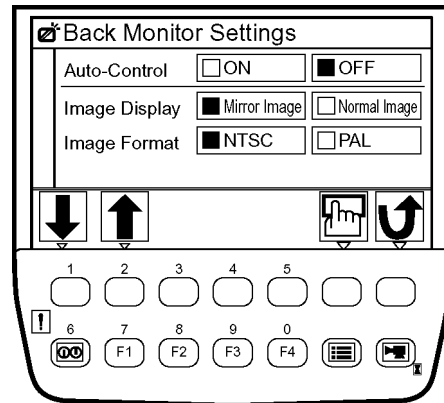 Back Monitor Settings
Auto-Control ON OFF
Image Display Mirror Image Normal Image
Image Format NTSC PAL
1 2 3 4 5
! 6 7 8 9 0
F1 F2 F3 F4